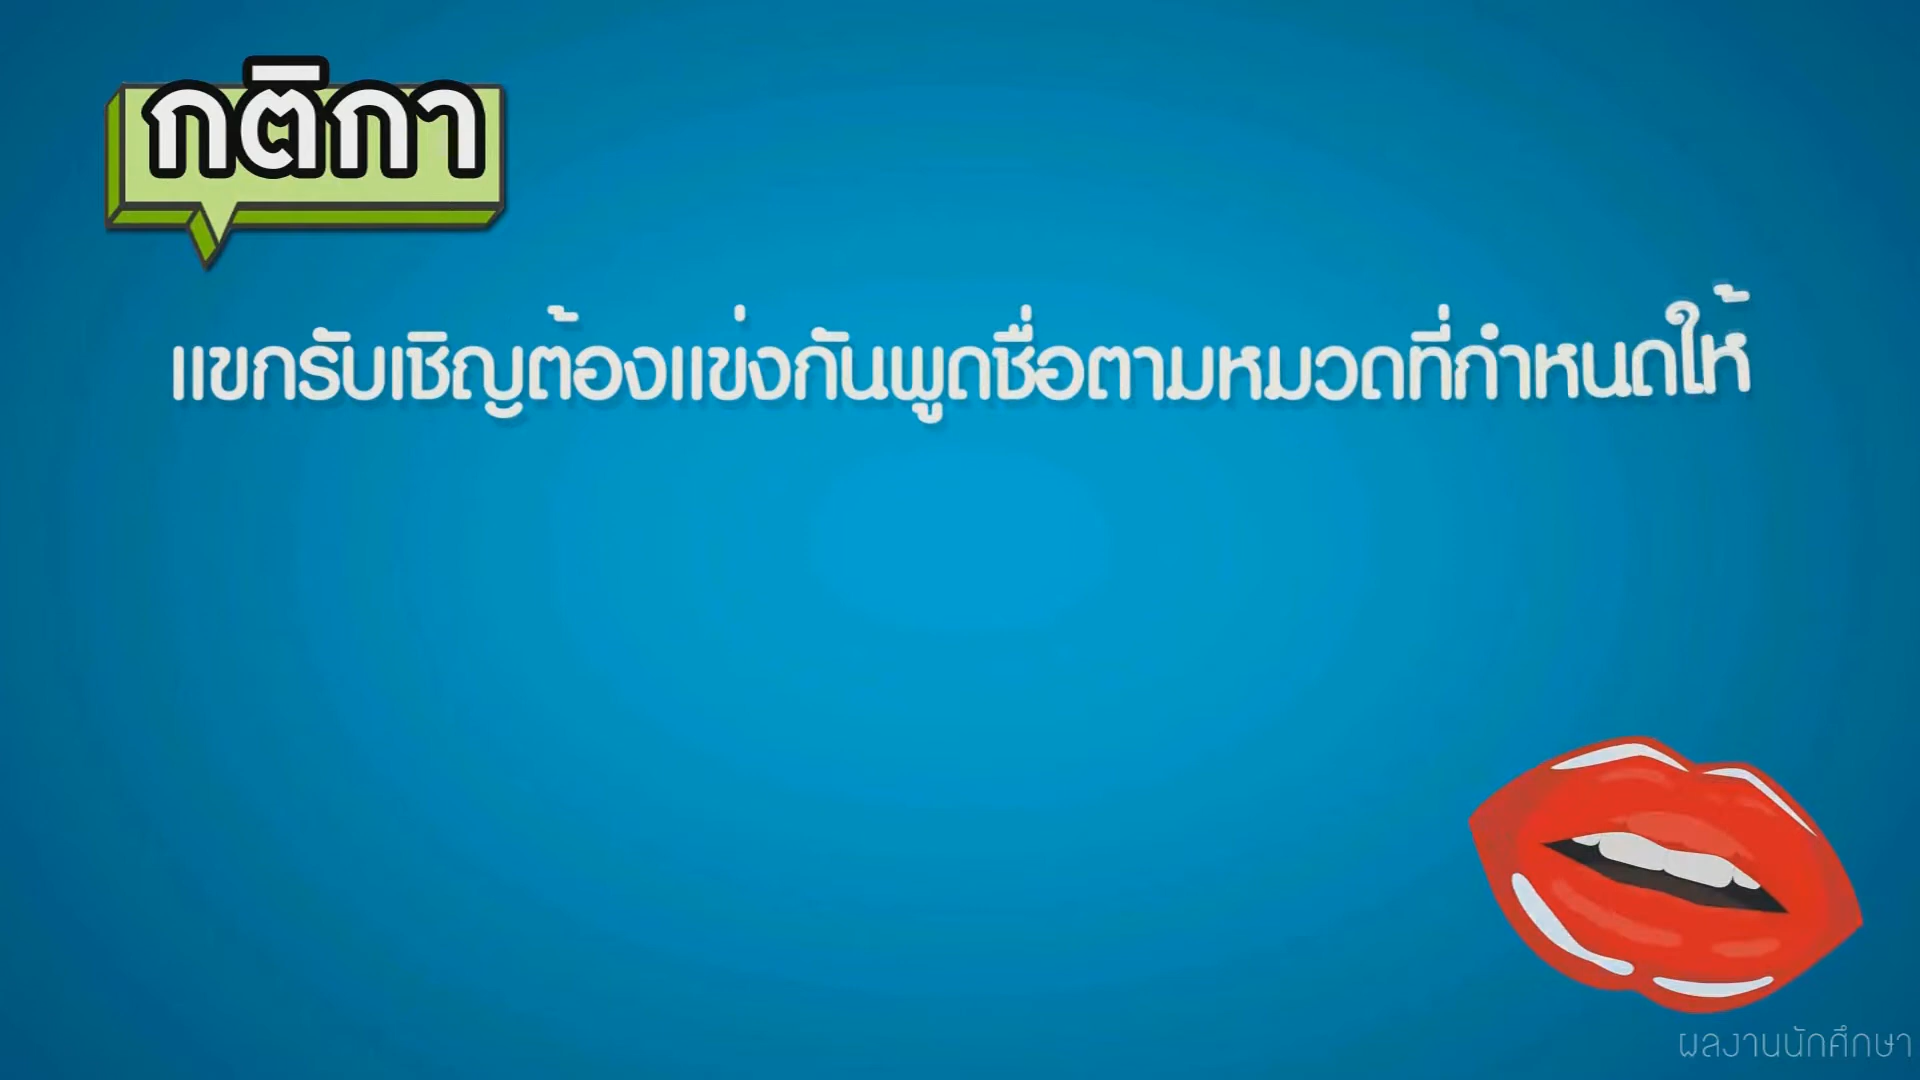 กติกา
แขกรับเชิญต้องแข่งกันพูดชื่อตามหมวดที่กำหนดให้
ผลงานนักศึกษา